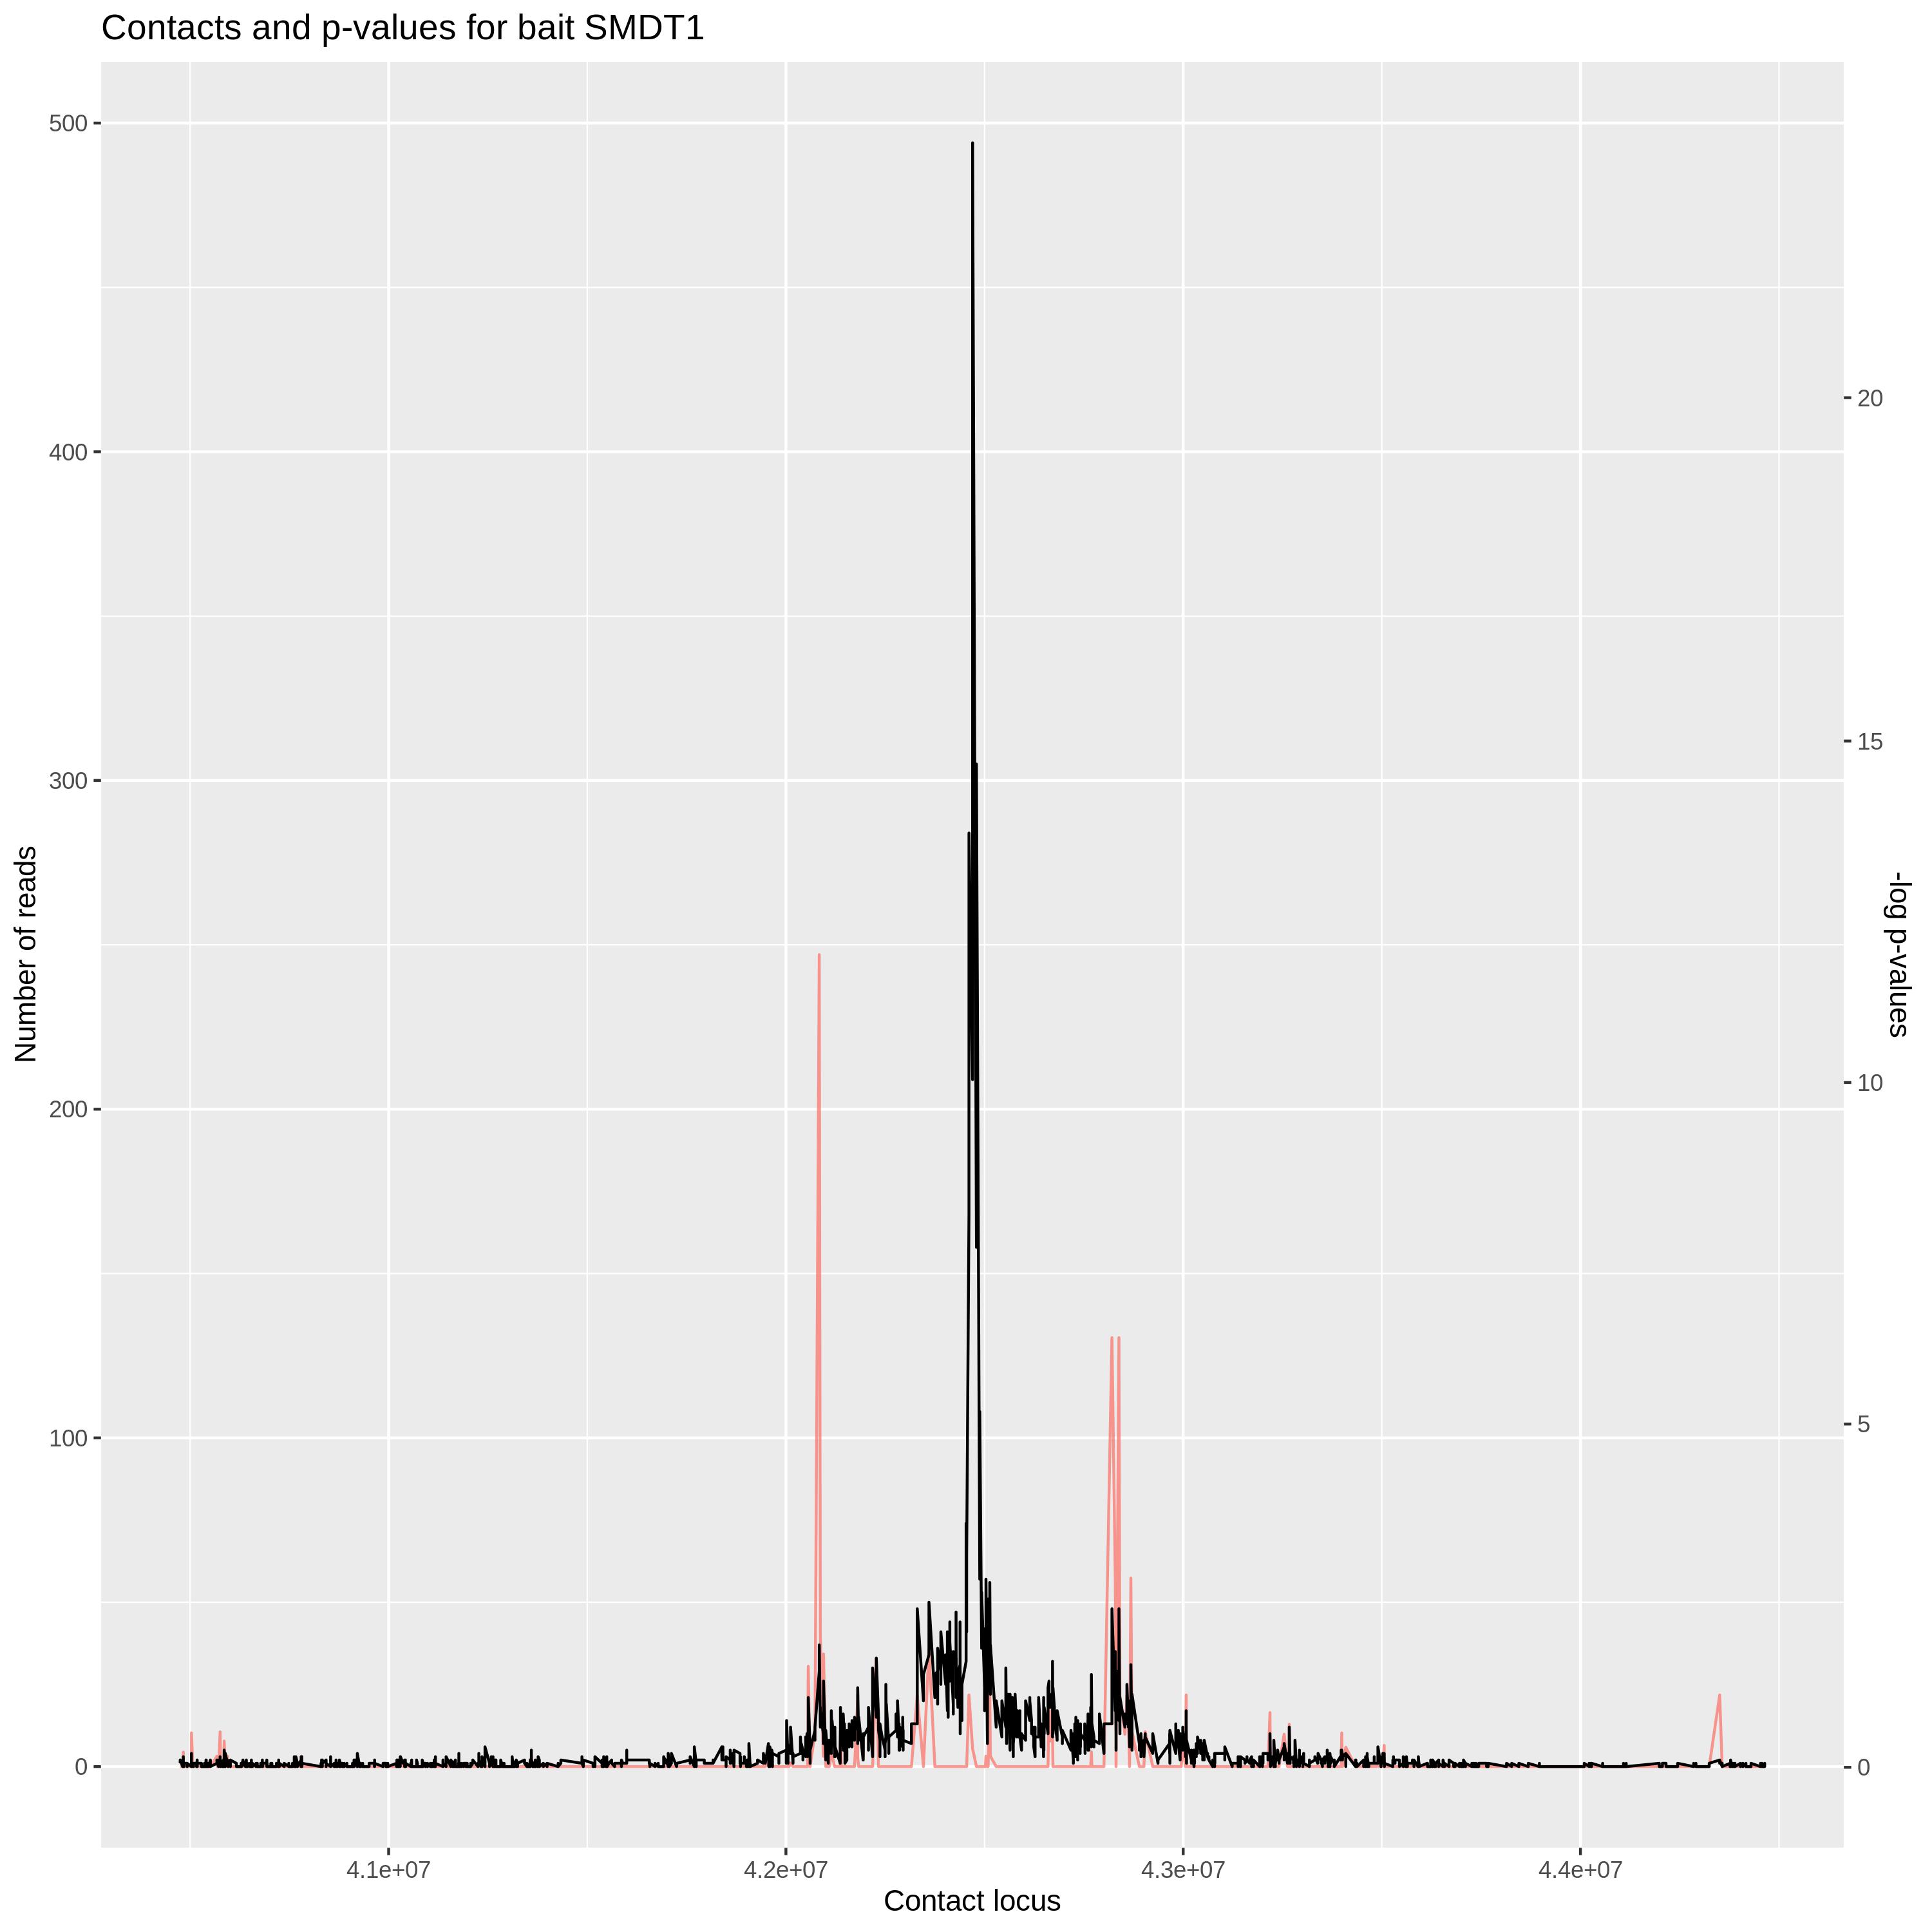 Contacts and p-values for bait SMDT1
500
400
300
200
100
0
Number of reads
20
15
10
5
0
-log p-values
4.1e+07
4.2e+07
4.3e+07
4.4e+07
Contact locus